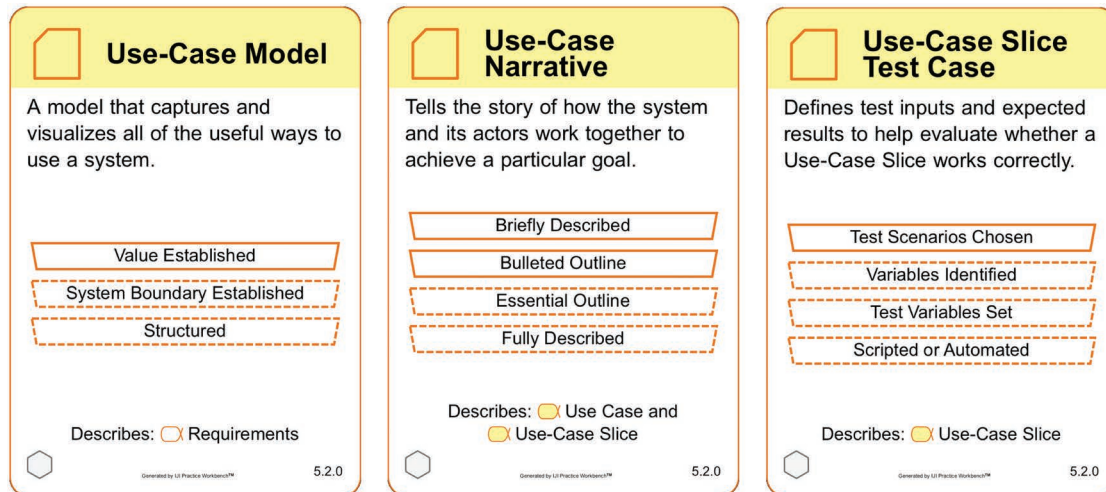 Use-Case Model
A model that captures and
visualizes all of the useful ways to
use a system.
Value Established
System Boundary Established
Structured
Describes: Requirements
Generated by IJI Practice Workbench™
5.2.0
Use-Case
Narrative
Tells the story of how the system
and its actors work together to
achieve a particular goal.
Briefly Described
Bulleted Outline
Essential Outline
Fully Described
Describes: Use Case and
Use-Case Slice
Generated by IJI Practice Workbench™
5.2.0
Use-Case Slice
Test Case
Defines test inputs and expected
results to help evaluate whether a
Use-Case Slice works correctly.
Test Scenarios Chosen
Variables Identified
Test Variables Set
Scripted or Automated
Describes: Use-Case Slice
Generated by IJI Practice Workbench™
5.2.0